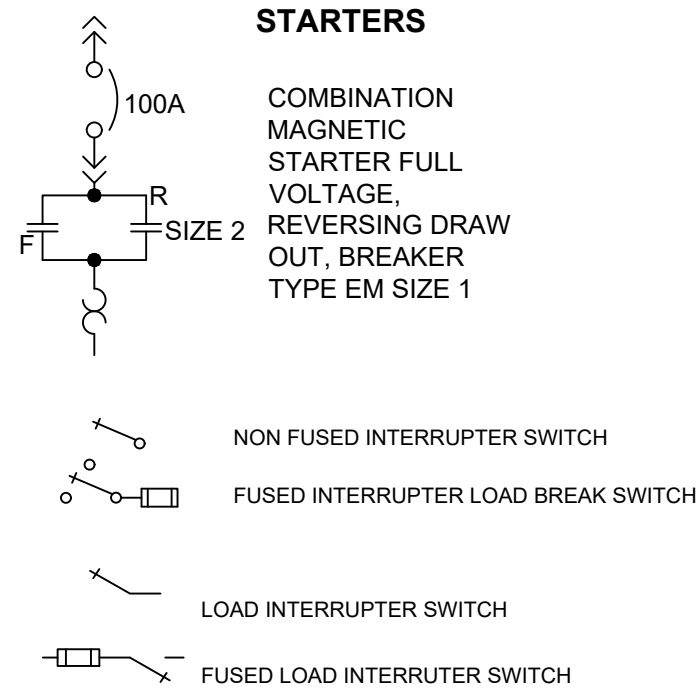 STARTERS
100A
R
F
SIZE 2
COMBINATION
MAGNETIC
STARTER FULL
VOLTAGE,
REVERSING DRAW
OUT, BREAKER
TYPE EM SIZE 1
NON FUSED INTERRUPTER SWITCH
FUSED INTERRUPTER LOAD BREAK SWITCH
LOAD INTERRUPTER SWITCH
FUSED LOAD INTERRUTER SWITCH